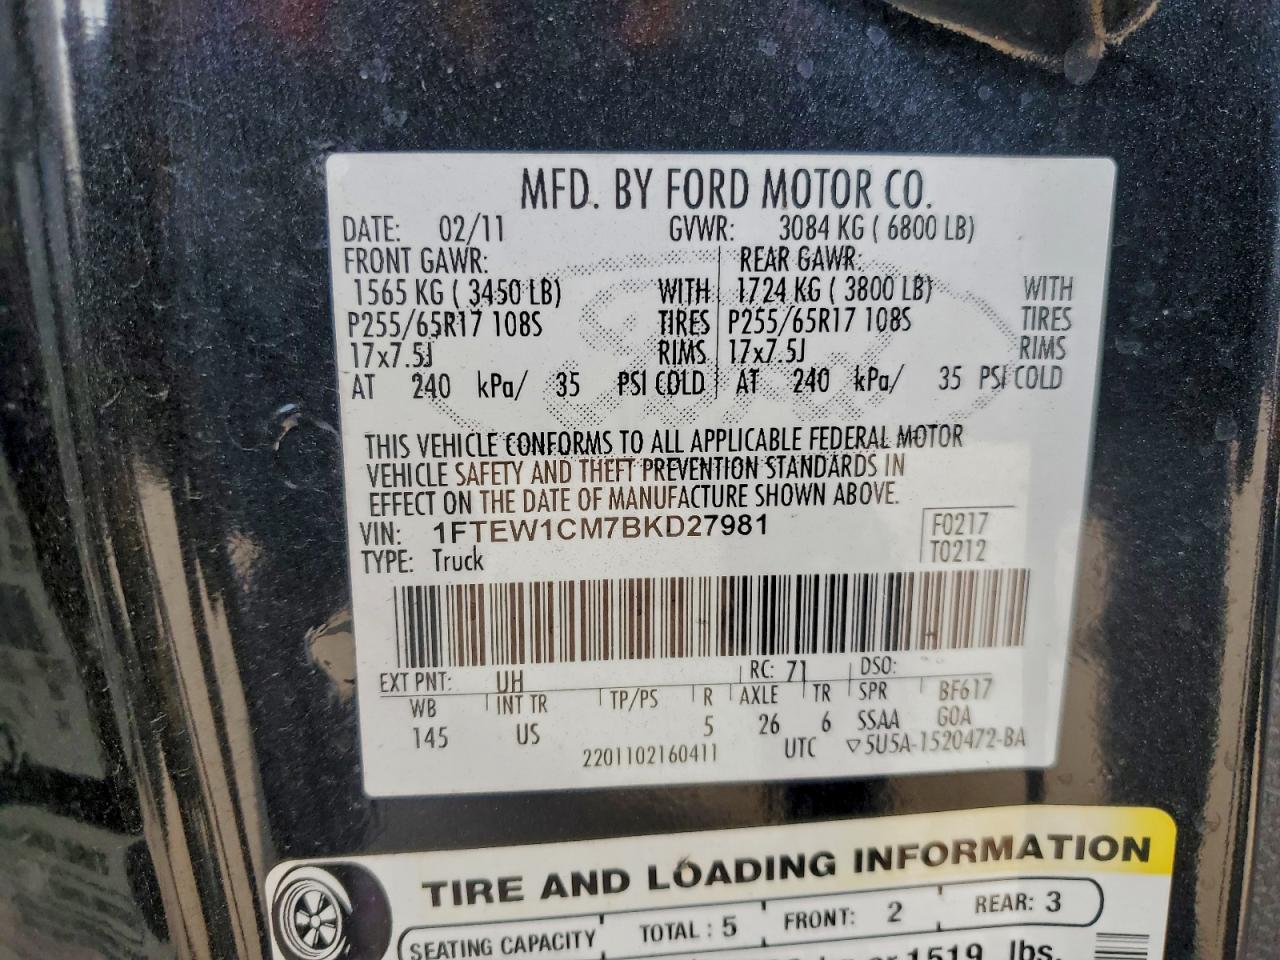 MFD. BY FORD MOTOR CO.
DATE: 02/11 GVWR: 3084 KG ( 6800 LB)
FRONT GAWR: REAR GAWR:
1565 KG ( 3450 LB) WITH 1724 KG ( 3800 LB) WITH
P255/65R17 108S TIRES P255/65R17 108S TIRES
17x7.5J RIMS 17x7.5J RIMS
AT 240 kPa/ 35 PSI COLD AT 240 kPa/ 35 PSI COLD
THIS VEHICLE CONFORMS TO ALL APPLICABLE FEDERAL MOTOR
VEHICLE SAFETY AND THEFT PREVENTION STANDARDS IN
EFFECT ON THE DATE OF MANUFACTURE SHOWN ABOVE.
VIN: 1FTEW1CM7BKD27981 F0217
TYPE: Truck T0212
EXT PNT: UH RC: 71 DSO:
WB INT TR TP/PS R AXLE TR SPR BF617
145 US 5 26 6 SSAA GOA
2201102160411 UTC ▽5U5A-1520472-BA
TIRE AND LOADING INFORMATION
SEATING CAPACITY TOTAL : 5 FRONT: 2 REAR: 3
or 1519 lbs.